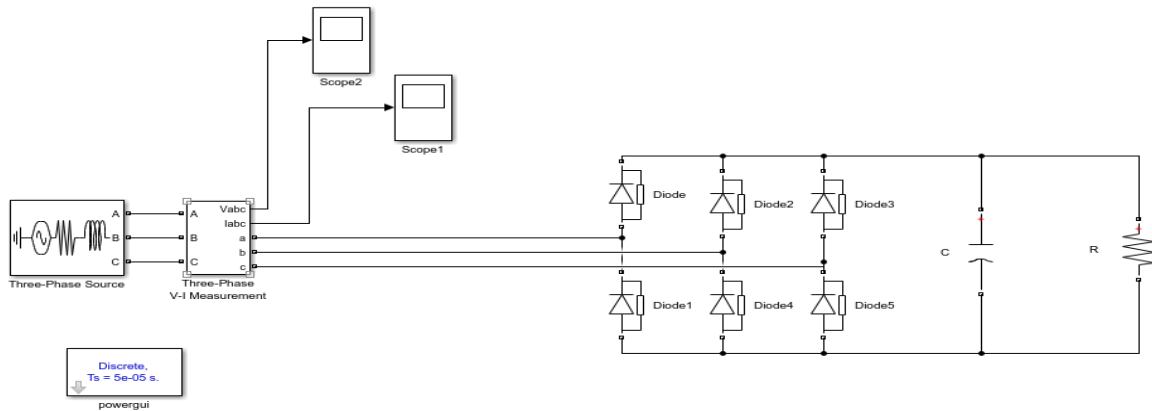 Scope2
Scope1
Vabc
Iabc
A
A
a
B
B
b
C
C
c
Three-Phase Source
Three-Phase
V-I Measurement
Diode
Diode2
Diode3
Diode1
Diode4
Diode5
C
R
Discrete,
Ts = 5e-05 s.
powergui